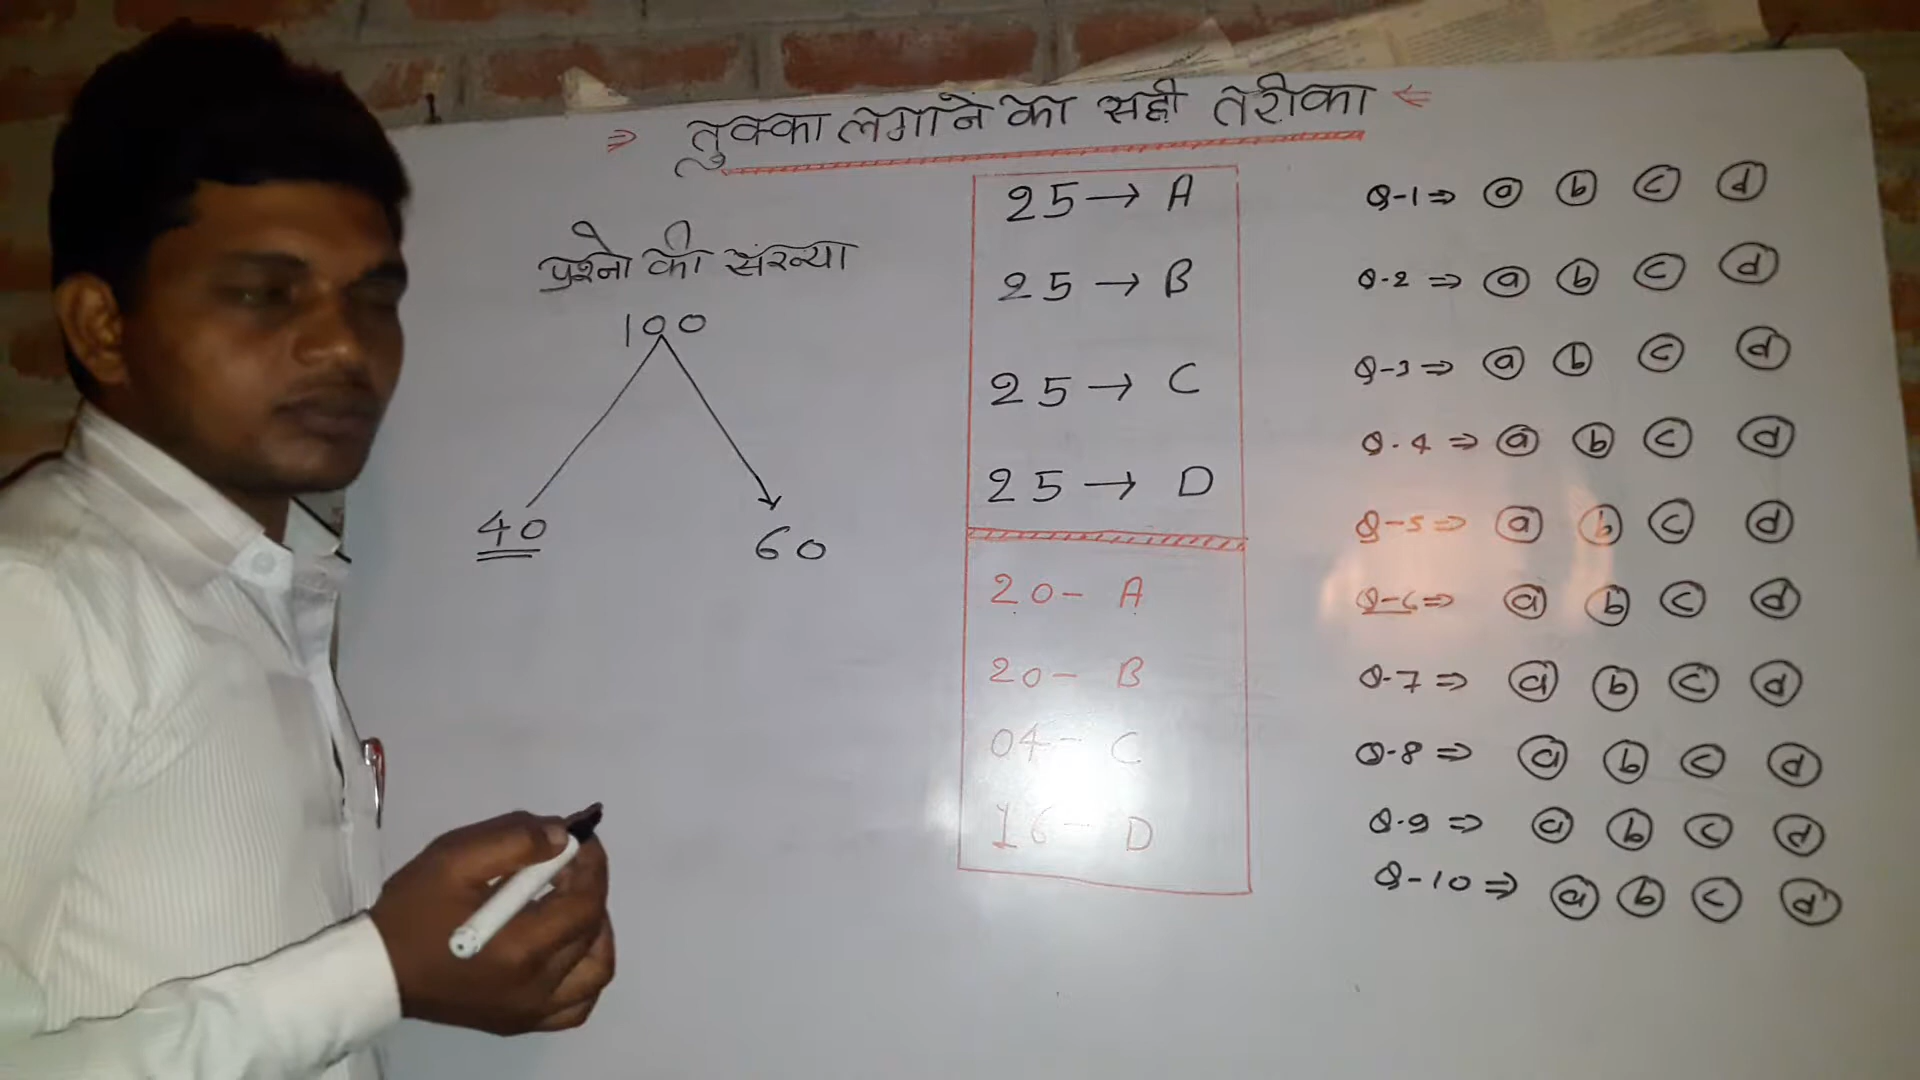 ⇒ तुक्का लगाने का सही तरीका ⇐
प्रश्नो की संख्या
100
40 60
25 → A
25 → B
25 → C
25 → D
20 - A
20 - B
04 - C
16 - D
Q-1 ⇒ a b c d
Q-2 ⇒ a b c d
Q-3 ⇒ a b c d
Q-4 ⇒ a b c d
Q-5 ⇒ a b c d
Q-6 ⇒ a b c d
Q-7 ⇒ a b c d
Q-8 ⇒ a b c d
Q-9 ⇒ a b c d
Q-10 ⇒ a b c d